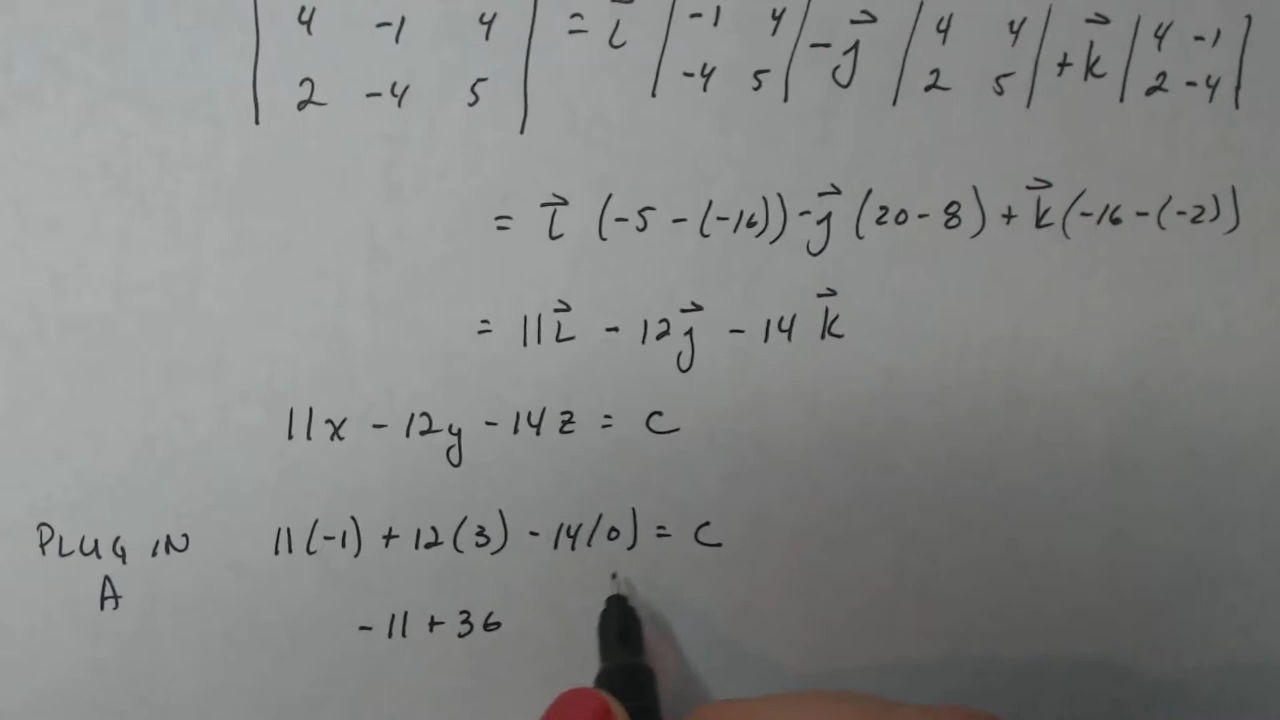 | 4 -1 4 | = i⃗ | -1 4 | - j⃗ | 4 4 | + k⃗ | 4 -1 |
| 2 -4 5 | | -4 5 | | 2 5 | | 2 -4 |
= i⃗ (-5 - (-16)) - j⃗ (20 - 8) + k⃗ (-16 - (-2))
= 11i⃗ - 12j⃗ - 14 k⃗
11x - 12y - 14z = C
PLUG IN 11(-1) + 12(3) - 14(0) = C
A
-11 + 36